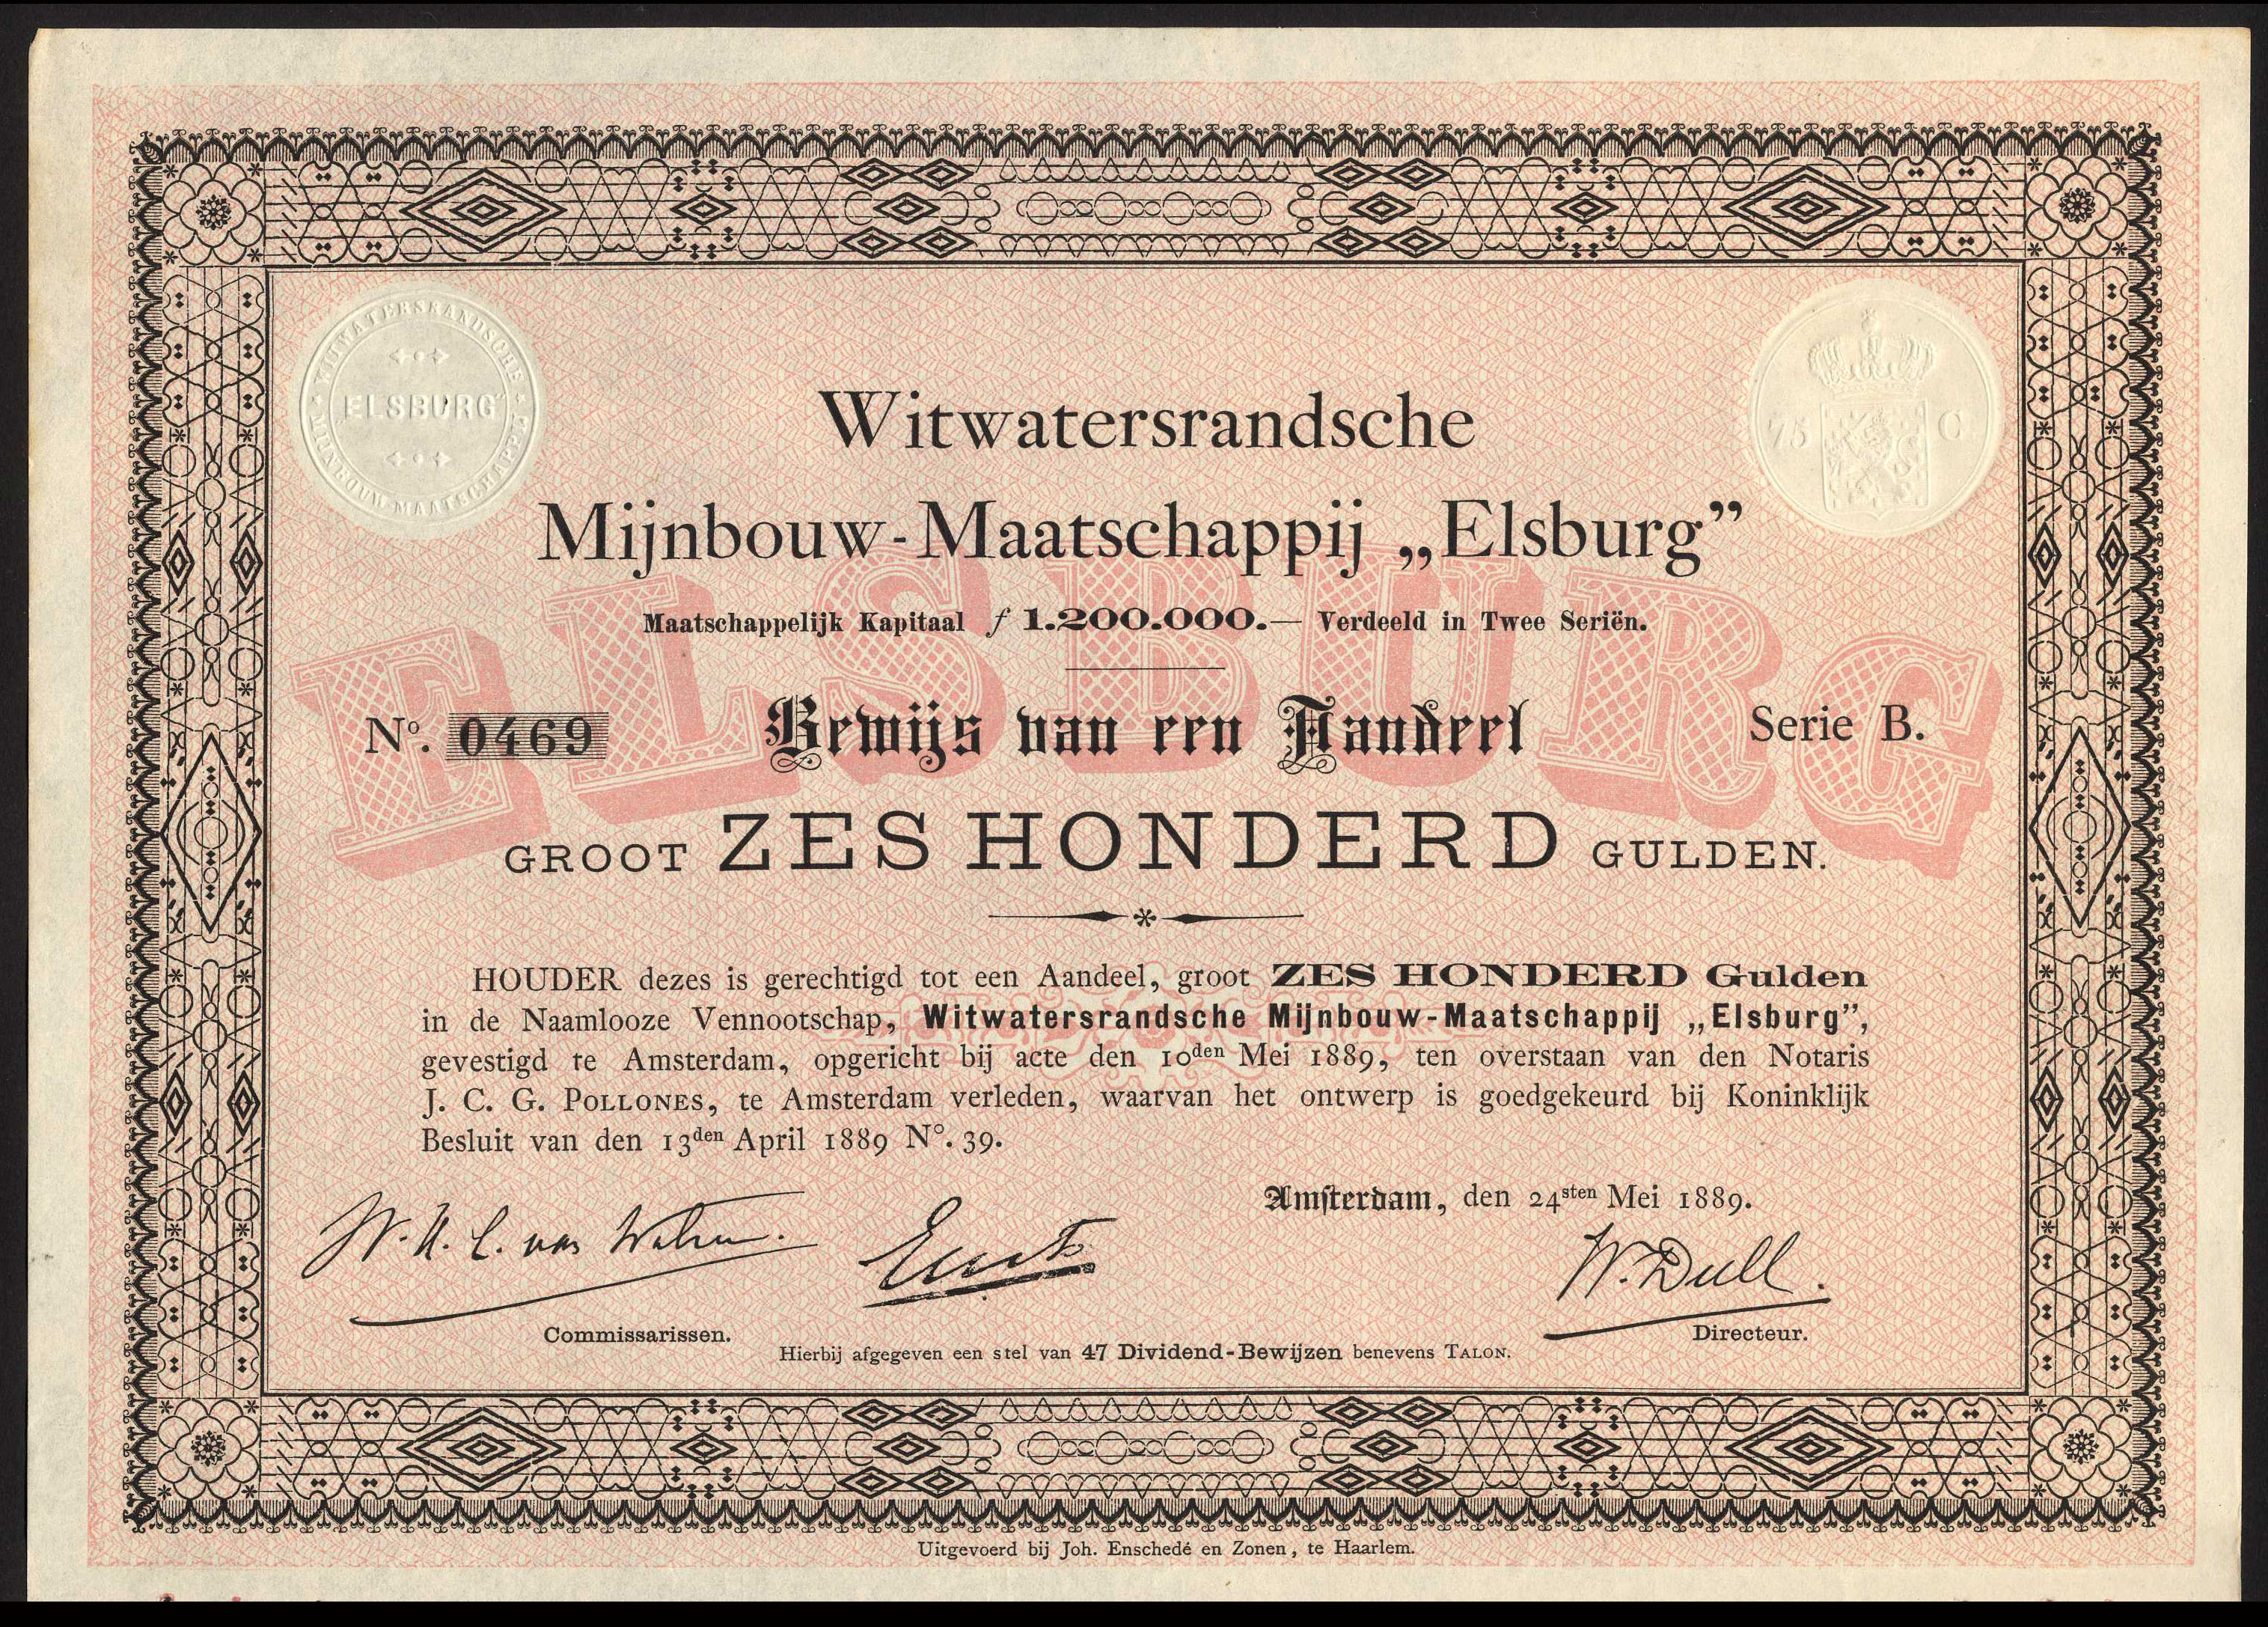 WITWATERSRANDSCHE
ELSBURG
MIJNBOUW MAATSCHAPPIJ
75 C
Witwatersrandsche
Mijnbouw-Maatschappij „Elsburg”
ELSBURG
Maatschappelijk Kapitaal f 1.200.000.— Verdeeld in Twee Seriën.
No. 0469 Bewijs van een Aandeel Serie B.
GROOT ZES HONDERD GULDEN.
HOUDER dezes is gerechtigd tot een Aandeel, groot ZES HONDERD Gulden
in de Naamlooze Vennootschap, Witwatersrandsche Mijnbouw-Maatschappij „Elsburg”,
gevestigd te Amsterdam, opgericht bij acte den 10den Mei 1889, ten overstaan van den Notaris
J. C. G. POLLONES, te Amsterdam verleden, waarvan het ontwerp is goedgekeurd bij Koninklijk
Besluit van den 13den April 1889 No. 39.
Amsterdam, den 24sten Mei 1889.
W. Dull.
Commissarissen.
Directeur.
Hierbij afgegeven een stel van 47 Dividend-Bewijzen benevens TALON.
Uitgevoerd bij Joh. Enschedé en Zonen, te Haarlem.